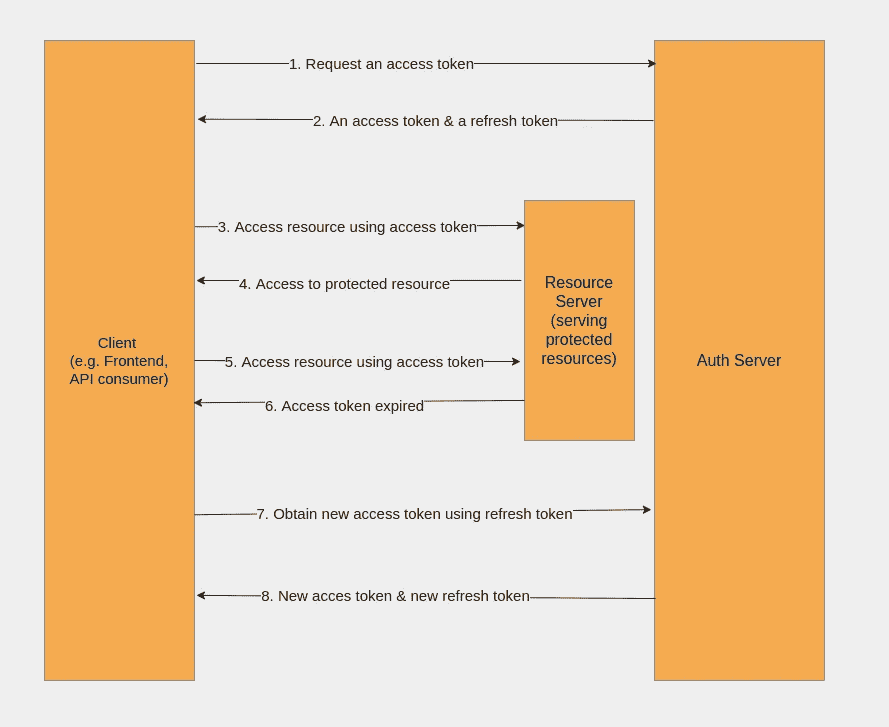 1. Request an access token
2. An access token & a refresh token
3. Access resource using access token
4. Access to protected resource
Resource
Server
(serving
protected
resources)
Client
(e.g. Frontend,
API consumer)
5. Access resource using access token
Auth Server
6. Access token expired
7. Obtain new access token using refresh token
8. New acces token & new refresh token